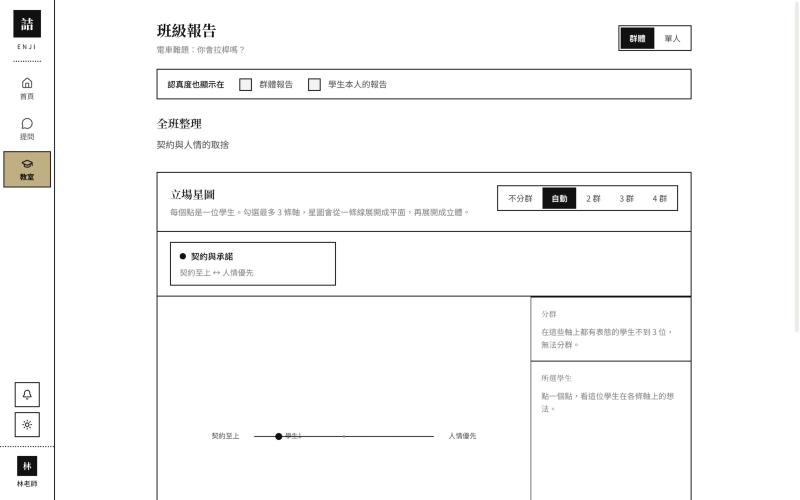 詰
ENJI
首頁
提問
教室
林
林老師
班級報告
電車難題：你會拉桿嗎？
群體
單人
認真度也顯示在
群體報告
學生本人的報告
全班整理
契約與人情的取捨
立場星圖
每個點是一位學生。勾選最多 3 條軸，星圖會從一條線展開成平面，再展開成立體。
不分群
自動
2 群
3 群
4 群
契約與承諾
契約至上 ↔ 人情優先
契約至上
學生1
人情優先
分群
在這些軸上都有表態的學生不到 3 位，
無法分群。
所選學生
點一個點，看這位學生在各條軸上的想
法。